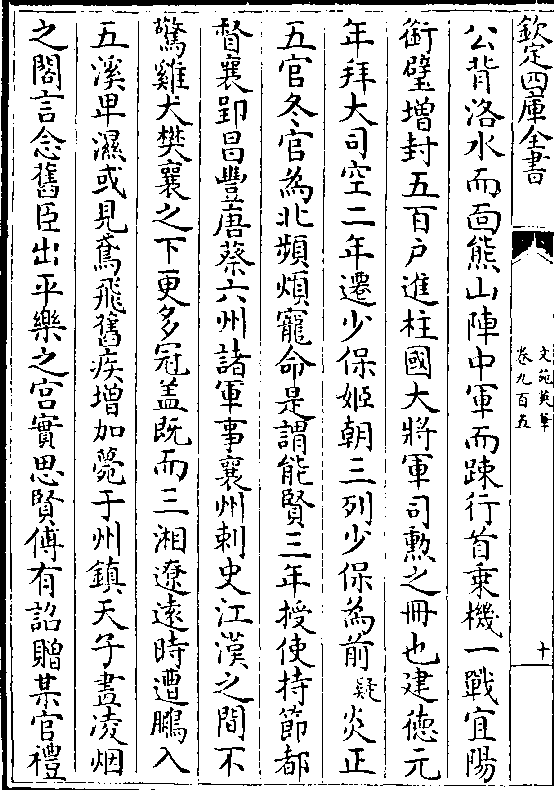 欽定四庫全書
文苑英華
卷九百五
十
公背洛水而面熊山陣中軍而踈行首乗機一戰宜陽
銜璧增封五百户進柱國大將軍司勲之冊也建徳元
年拜大司空二年遷少保姬朝三列少保為前疑炎正
五官冬官為北頻煩寵命是謂能賢三年授使持節都
督襄郢昌豐唐蔡六州諸軍事襄州刺史江漢之間不
驚雞犬樊襄之下更多冠盖既而三湘遼遠時遭鵩入
五溪卑濕或見鳶飛舊疾增加薨于州鎮天子畫凌烟
之閣言念舊臣出平樂之宫實思賢傅有詔贈某官禮